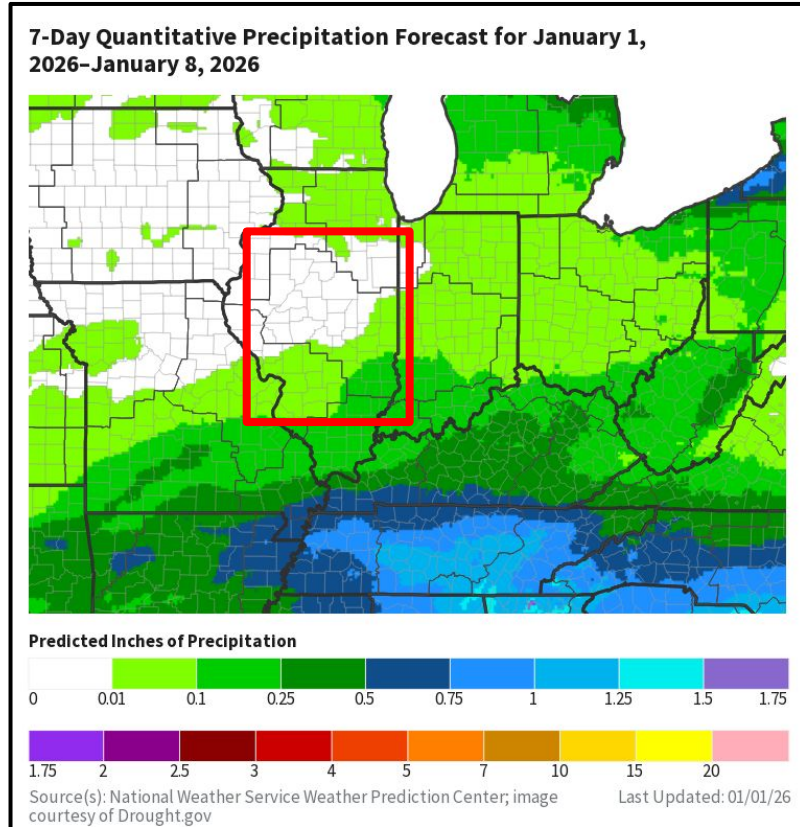 7-Day Quantitative Precipitation Forecast for January 1,
2026–January 8, 2026
Predicted Inches of Precipitation
0 0.01 0.1 0.25 0.5 0.75 1 1.25 1.5 1.75
1.75 2 2.5 3 4 5 7 10 15 20
Source(s): National Weather Service Weather Prediction Center; image Last Updated: 01/01/26
courtesy of Drought.gov